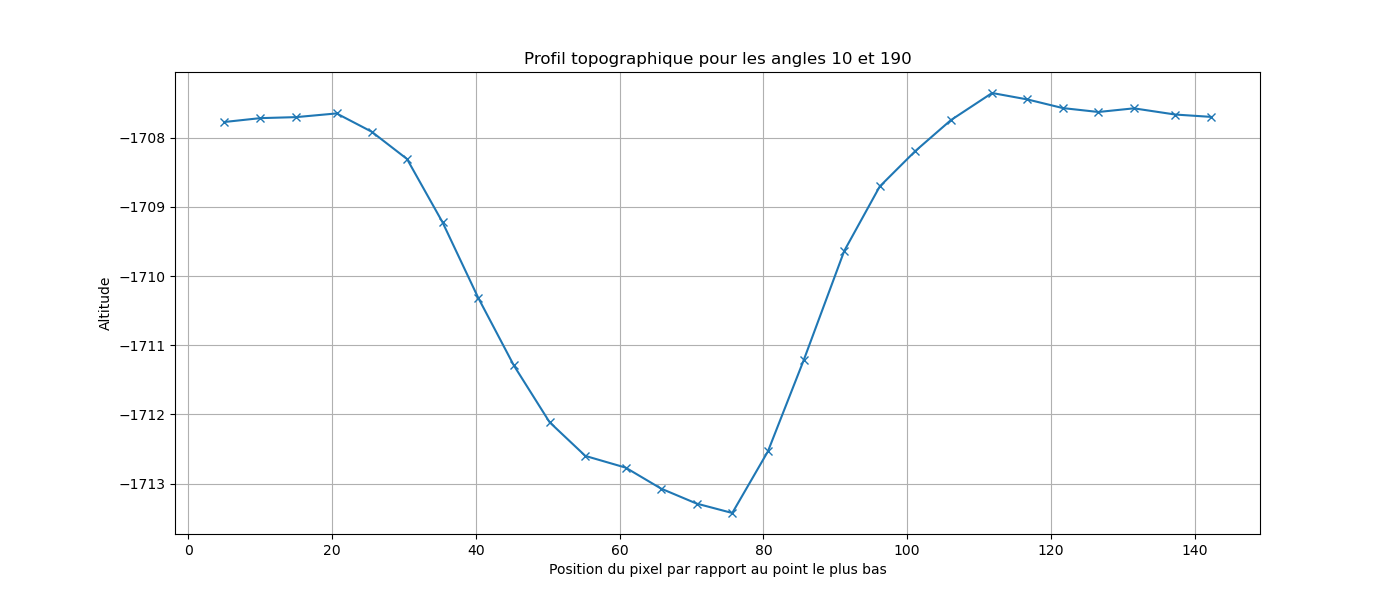 Profil topographique pour les angles 10 et 190
−1708
−1709
−1710
−1711
−1712
−1713
Altitude
0 20 40 60 80 100 120 140
Position du pixel par rapport au point le plus bas